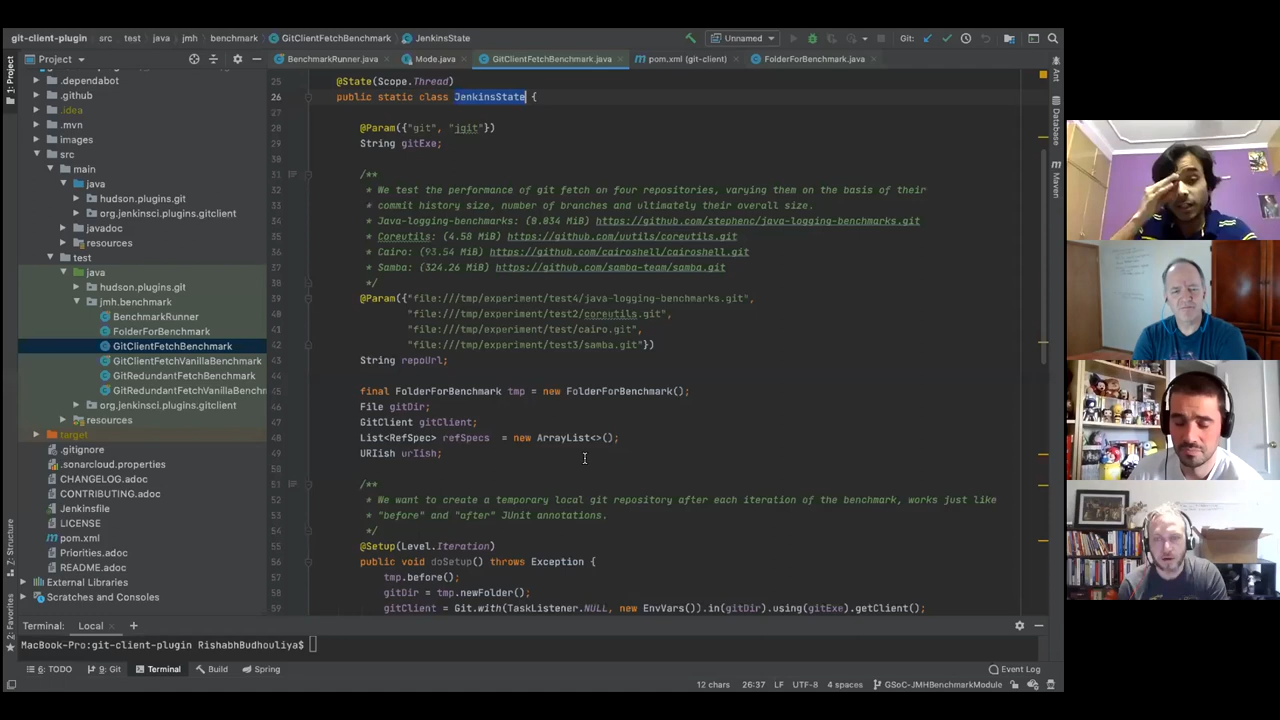 git-client-plugin src test java jmh benchmark GitClientFetchBenchmark JenkinsState Unnamed Git:
Project BenchmarkRunner.java Mode.java GitClientFetchBenchmark.java pom.xml (git-client) FolderForBenchmark.java
1: Project
Ant
Database
Maven
.dependabot
.github
.idea
.mvn
images
src
main
java
hudson.plugins.git
org.jenkinsci.plugins.gitclient
javadoc
resources
test
java
hudson.plugins.git
jmh.benchmark
BenchmarkRunner
FolderForBenchmark
GitClientFetchBenchmark
GitClientFetchVanillaBenchmark
GitRedundantFetchBenchmark
GitRedundantFetchVanillaBenchm
org.jenkinsci.plugins.gitclient
resources
target
.gitignore
.sonarcloud.properties
CHANGELOG.adoc
CONTRIBUTING.adoc
Jenkinsfile
LICENSE
pom.xml
Priorities.adoc
README.adoc
External Libraries
Scratches and Consoles
25 @State(Scope.Thread)
26 public static class JenkinsState {
27
28 @Param({"git", "jgit"})
29 String gitExe;
30
31 /**
32 * We test the performance of git fetch on four repositories, varying them on the basis of their
33 * commit history size, number of branches and ultimately their overall size.
34 * Java-logging-benchmarks: (0.034 MiB) https://github.com/stephenc/java-logging-benchmarks.git
35 * Coreutils: (4.58 MiB) https://github.com/uutils/coreutils.git
36 * Cairo: (93.54 MiB) https://github.com/cairoshell/cairoshell.git
37 * Samba: (324.26 MiB) https://github.com/samba-team/samba.git
38 */
39 @Param({"file:///tmp/experiment/test4/java-logging-benchmarks.git",
40 "file:///tmp/experiment/test2/coreutils.git",
41 "file:///tmp/experiment/test/cairo.git",
42 "file:///tmp/experiment/test3/samba.git"})
43 String repoUrl;
44
45 final FolderForBenchmark tmp = new FolderForBenchmark();
46 File gitDir;
47 GitClient gitClient;
48 List<RefSpec> refSpecs = new ArrayList<>();
49 URIish urIish;
50
51 /**
52 * We want to create a temporary local git repository after each iteration of the benchmark, works just like
53 * "before" and "after" JUnit annotations.
54 */
55 @Setup(Level.Iteration)
56 public void doSetup() throws Exception {
57 tmp.before();
58 gitDir = tmp.newFolder();
59 gitClient = Git.with(TaskListener.NULL, new EnvVars()).in(gitDir).using(gitExe).getClient();
Z: Structure
2: Favorites
Terminal: Local +
MacBook-Pro:git-client-plugin RishabhBudhouliya$
6: TODO 9: Git Terminal Build Spring Event Log
12 chars 26:37 LF UTF-8 4 spaces GSoC-JMHBenchmarkModule